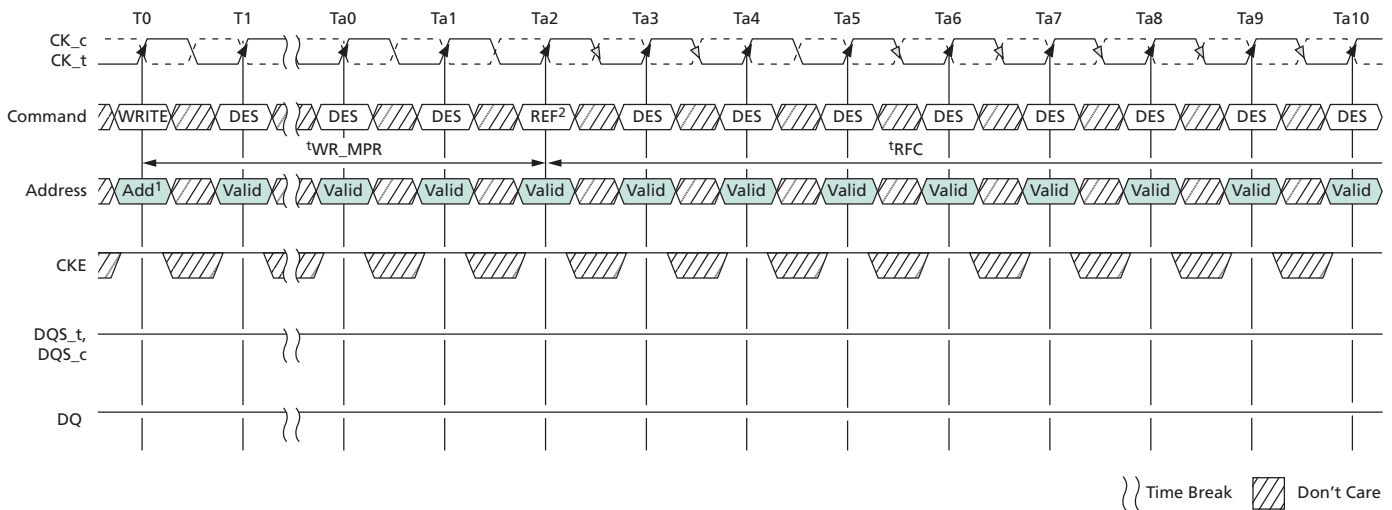 T0 T1 Ta0 Ta1 Ta2 Ta3 Ta4 Ta5 Ta6 Ta7 Ta8 Ta9 Ta10
CK_c
CK_t
Command WRITE DES DES DES REF² DES DES DES DES DES DES DES DES
tWR_MPR tRFC
Address Add¹ Valid Valid Valid Valid Valid Valid Valid Valid Valid Valid Valid Valid
CKE
DQS_t,
DQS_c
DQ
Time Break Don't Care